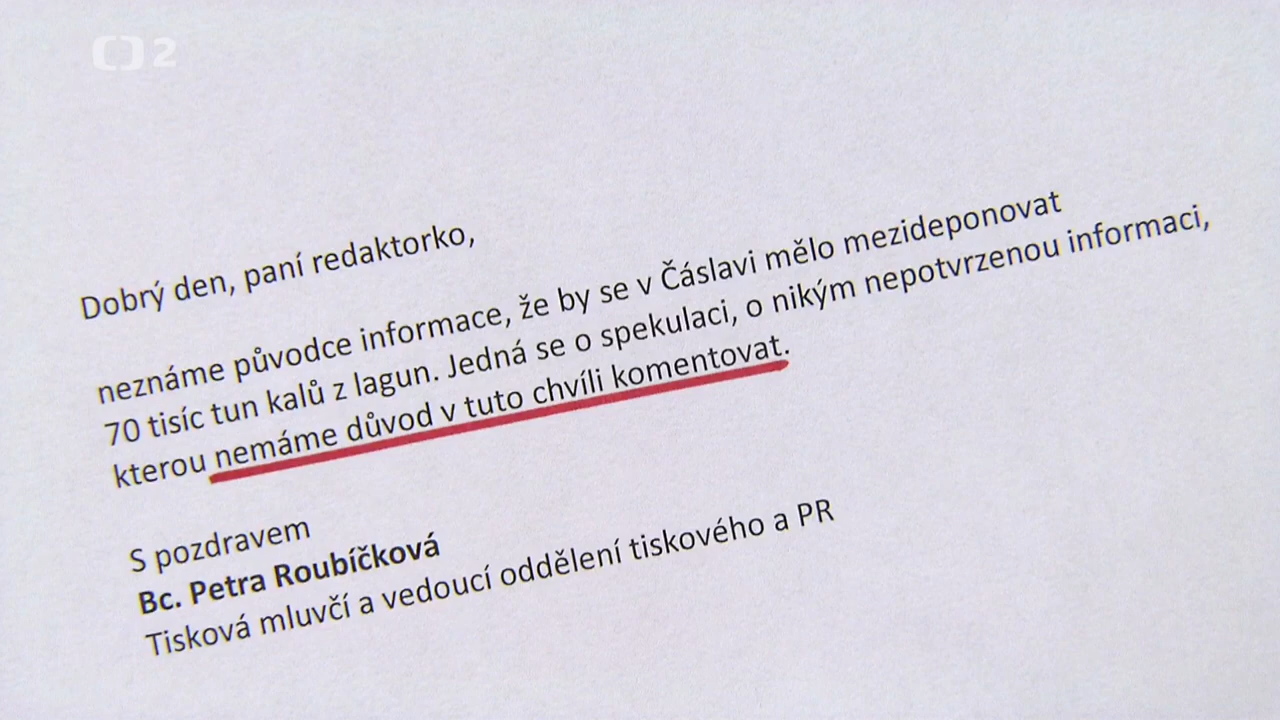 ČT2
Dobrý den, paní redaktorko,
neznáme původce informace, že by se v Čáslavi mělo mezideponovat
70 tisíc tun kalů z lagun. Jedná se o spekulaci, o nikým nepotvrzenou informaci,
kterou nemáme důvod v tuto chvíli komentovat.
S pozdravem
Bc. Petra Roubíčková
Tisková mluvčí a vedoucí oddělení tiskového a PR